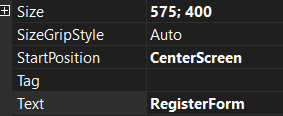 Size 575; 400
SizeGripStyle Auto
StartPosition CenterScreen
Tag
Text RegisterForm